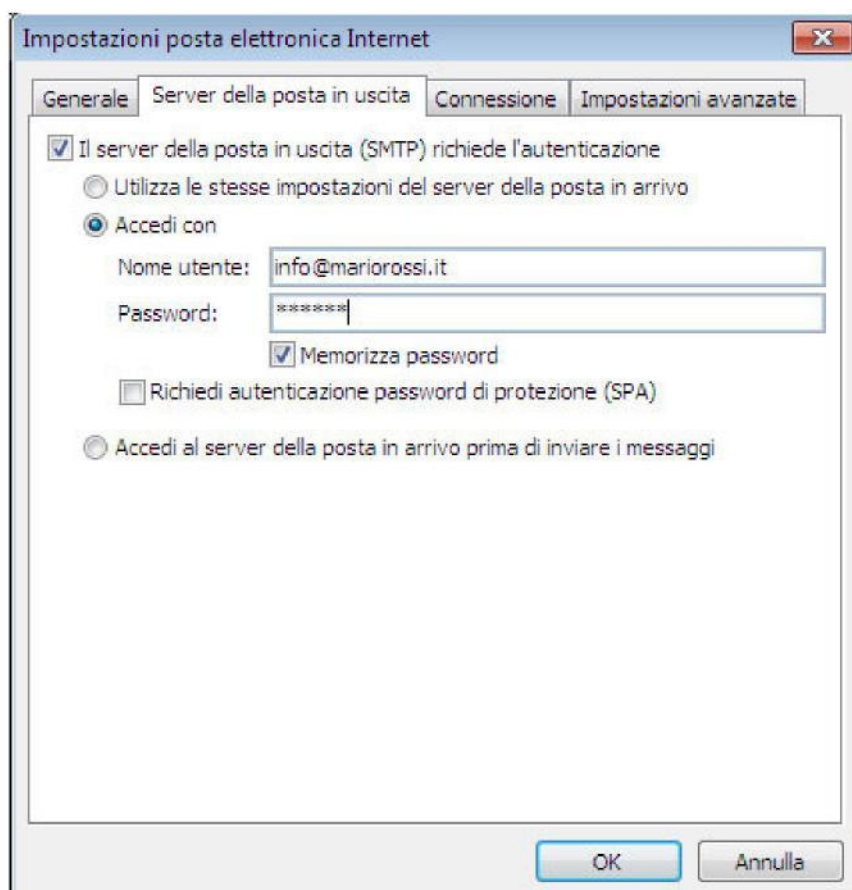 Impostazioni posta elettronica Internet
Generale Server della posta in uscita Connessione Impostazioni avanzate
Il server della posta in uscita (SMTP) richiede l'autenticazione
Utilizza le stesse impostazioni del server della posta in arrivo
Accedi con
Nome utente: info@mariorossi.it
Password: ******
Memorizza password
Richiedi autenticazione password di protezione (SPA)
Accedi al server della posta in arrivo prima di inviare i messaggi
OK Annulla